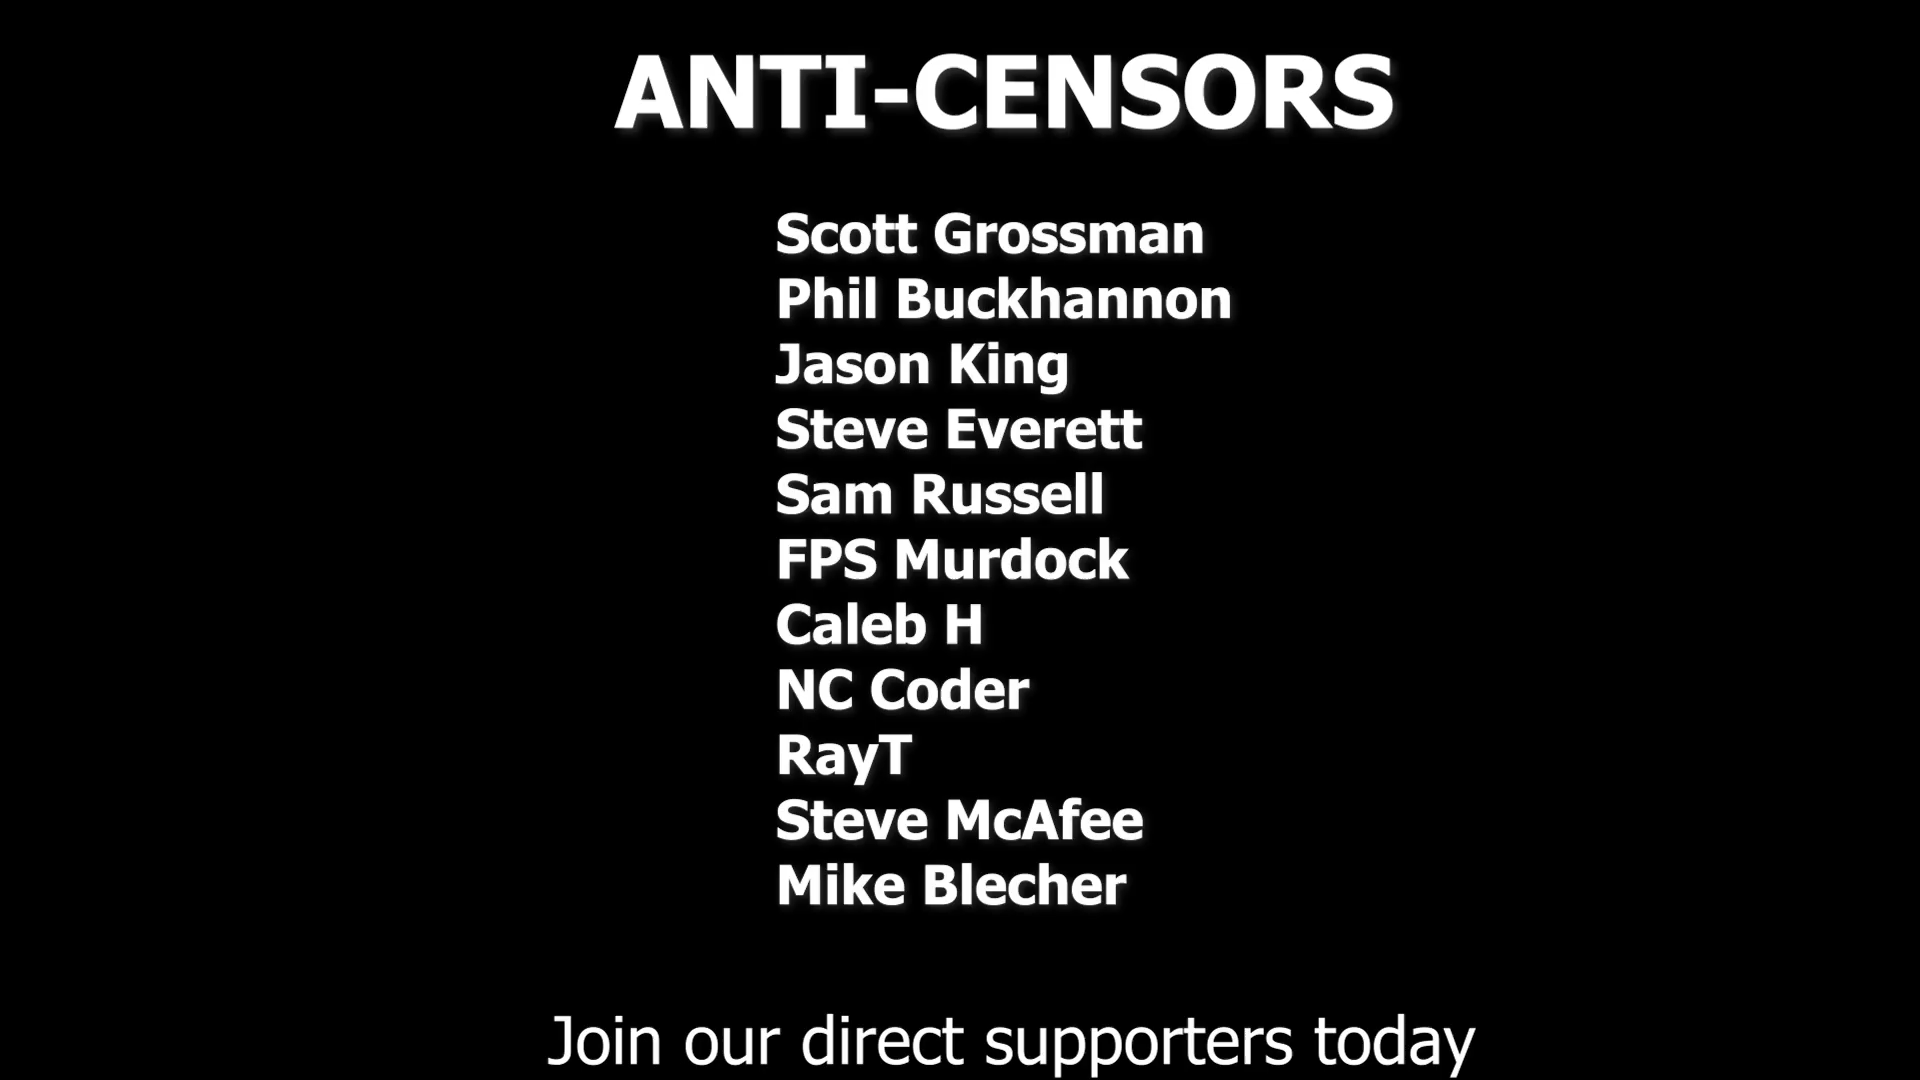 ANTI-CENSORS
Scott Grossman
Phil Buckhannon
Jason King
Steve Everett
Sam Russell
FPS Murdock
Caleb H
NC Coder
RayT
Steve McAfee
Mike Blecher
Join our direct supporters today